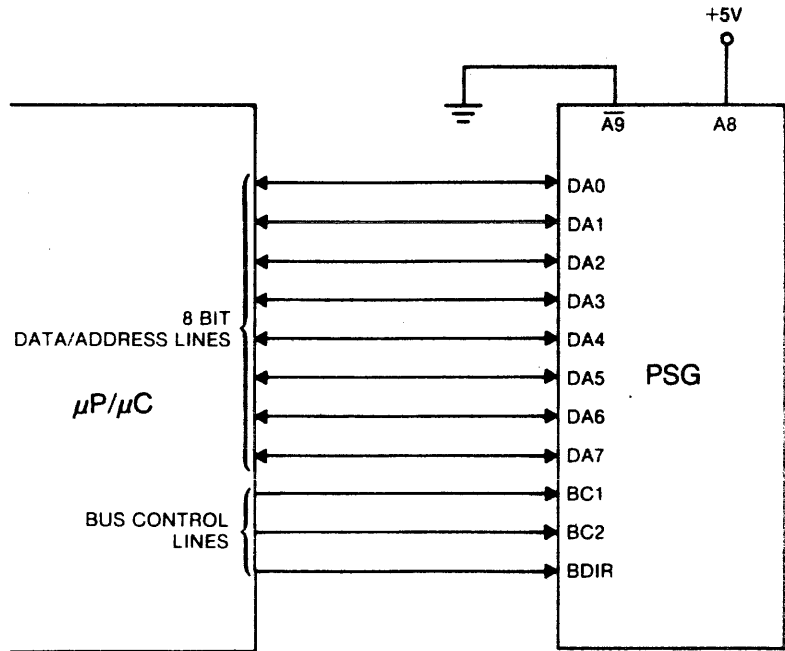 +5V
A̅9̅
A8
DA0
DA1
DA2
DA3
DA4
DA5
DA6
DA7
BC1
BC2
BDIR
8 BIT
DATA/ADDRESS LINES
μP/μC
PSG
BUS CONTROL
LINES